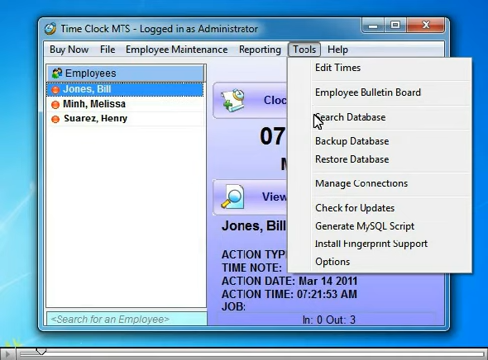 Time Clock MTS - Logged in as Administrator
Buy Now File Employee Maintenance Reporting Tools Help
Employees
Jones, Bill
Minh, Melissa
Suarez, Henry
Edit Times
Employee Bulletin Board
Search Database
Backup Database
Restore Database
Manage Connections
Check for Updates
Generate MySQL Script
Install Fingerprint Support
Options
Cloc
07
M
View
Jones, Bill
ACTION TYP
TIME NOTE:
ACTION DATE: Mar 14 2011
ACTION TIME: 07:21:53 AM
JOB:
<Search for an Employee>
In: 0 Out: 3